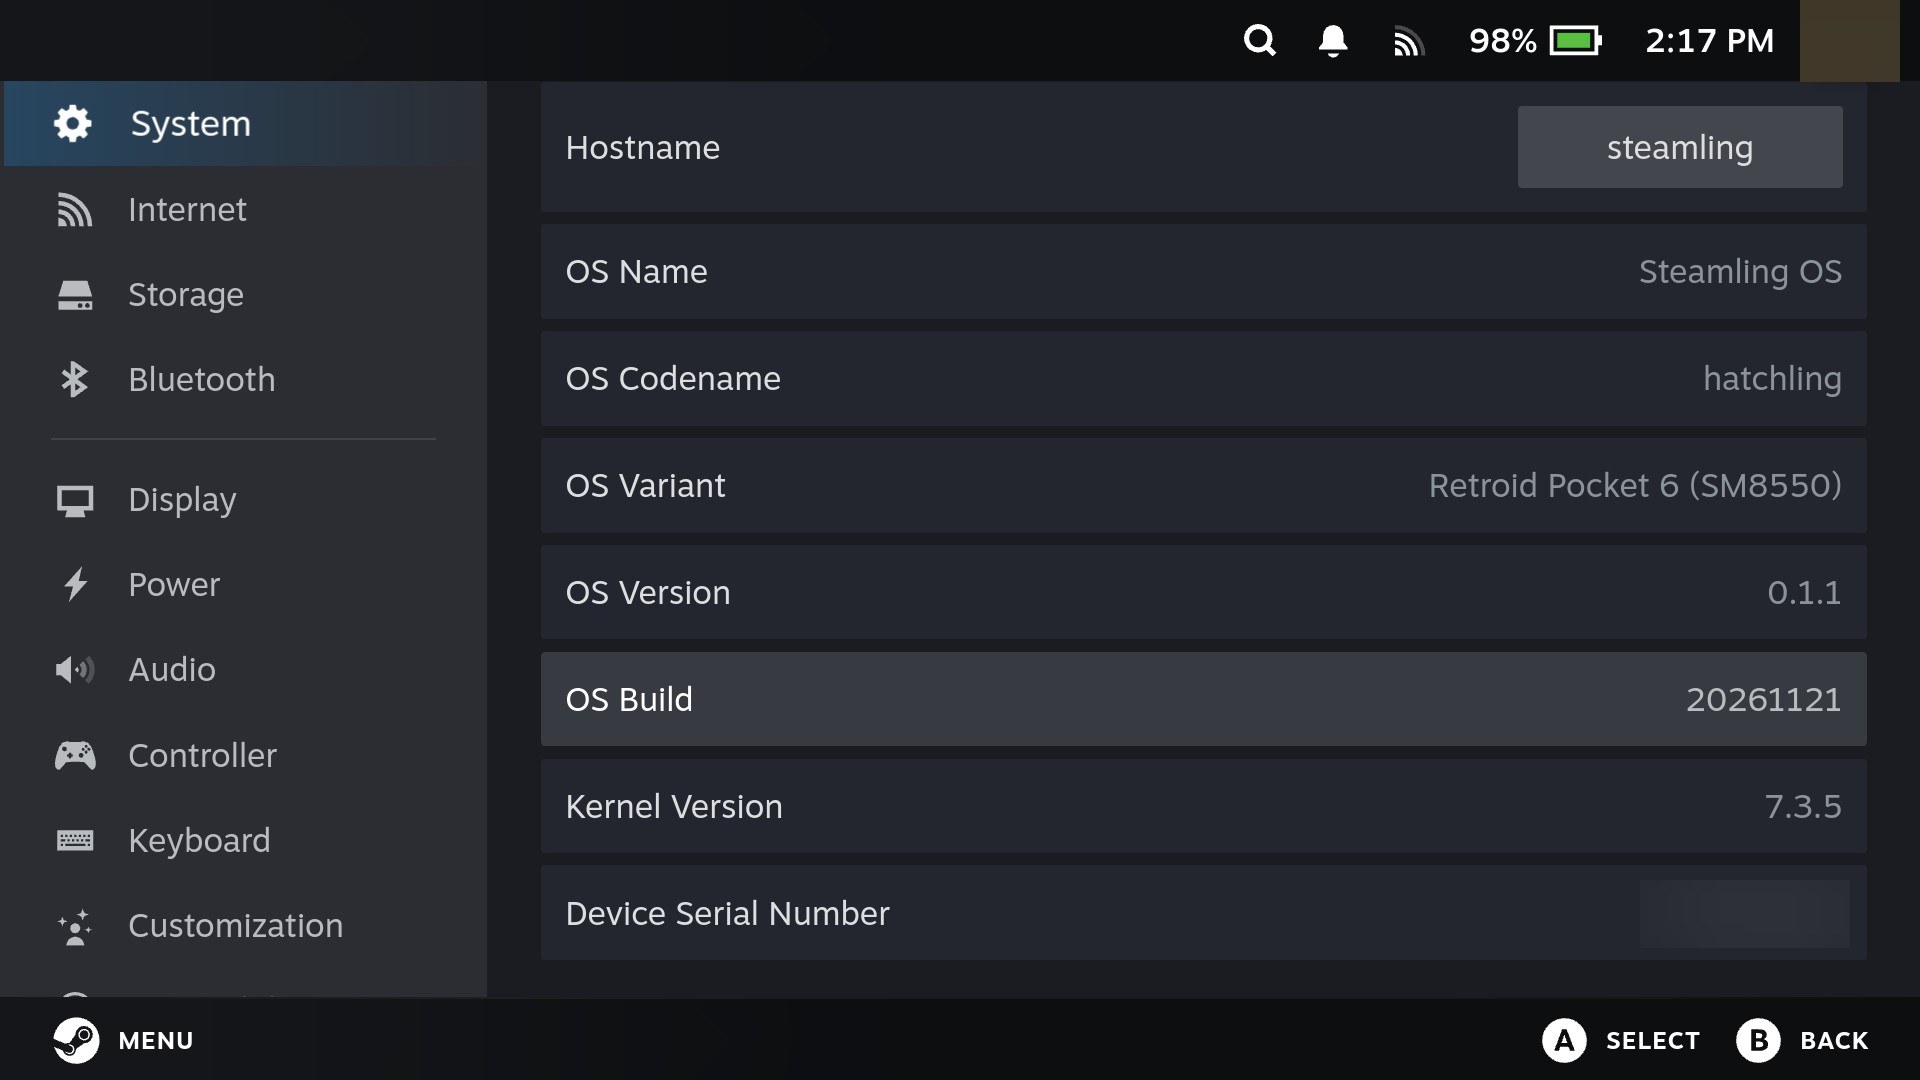 98%
2:17 PM
System
Internet
Storage
Bluetooth
Display
Power
Audio
Controller
Keyboard
Customization
Hostname
steamling
OS Name
Steamling OS
OS Codename
hatchling
OS Variant
Retroid Pocket 6 (SM8550)
OS Version
0.1.1
OS Build
20261121
Kernel Version
7.3.5
Device Serial Number
MENU
A SELECT
B BACK